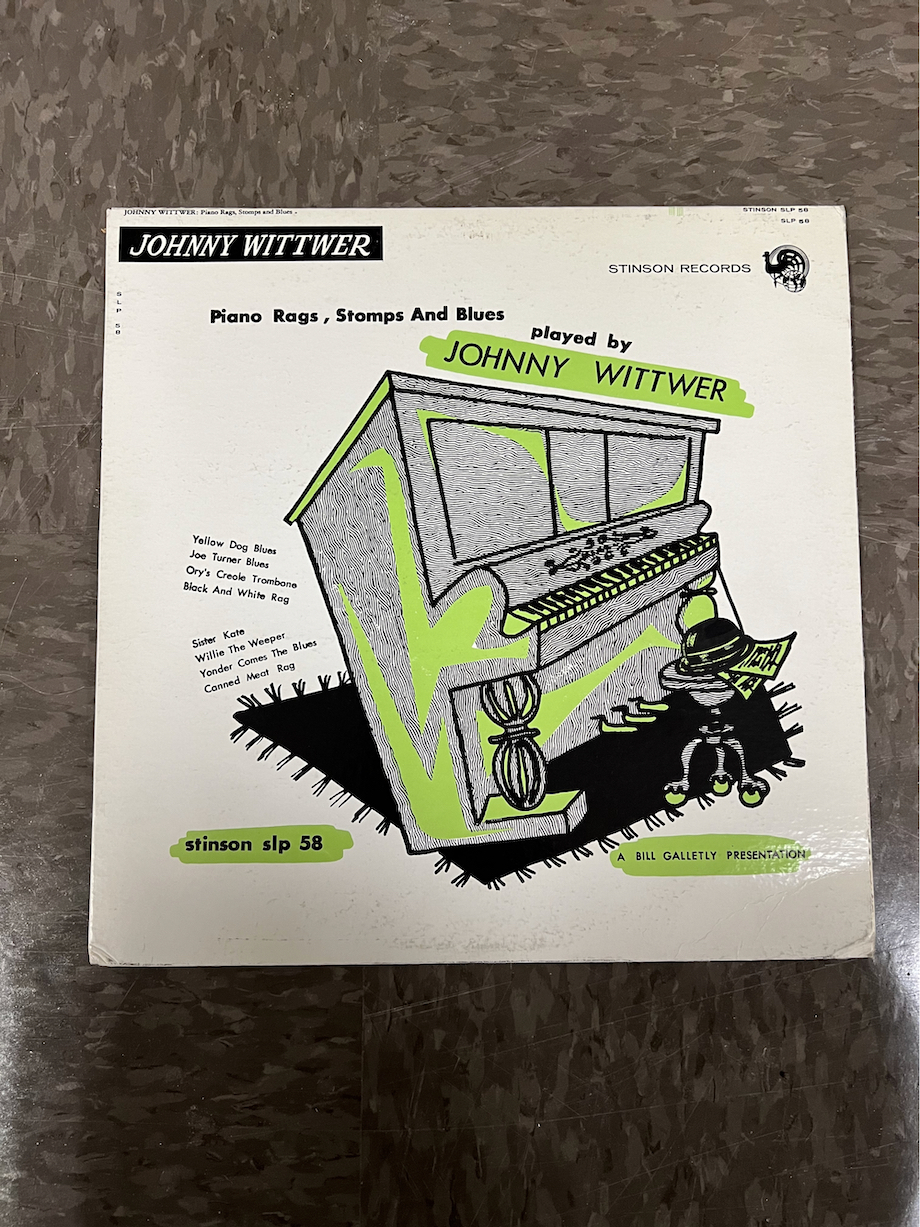 JOHNNY WITTWER: Piano Rags, Stomps and Blues
STINSON SLP 58
SLP 58
JOHNNY WITTWER
STINSON RECORDS
SLP 58
Piano Rags, Stomps And Blues
played by
JOHNNY WITTWER
Yellow Dog Blues
Joe Turner Blues
Ory's Creole Trombone
Black And White Rag
Sister Kate
Willie The Weeper
Yonder Comes The Blues
Canned Meat Rag
stinson slp 58
A BILL GALLETLY PRESENTATION